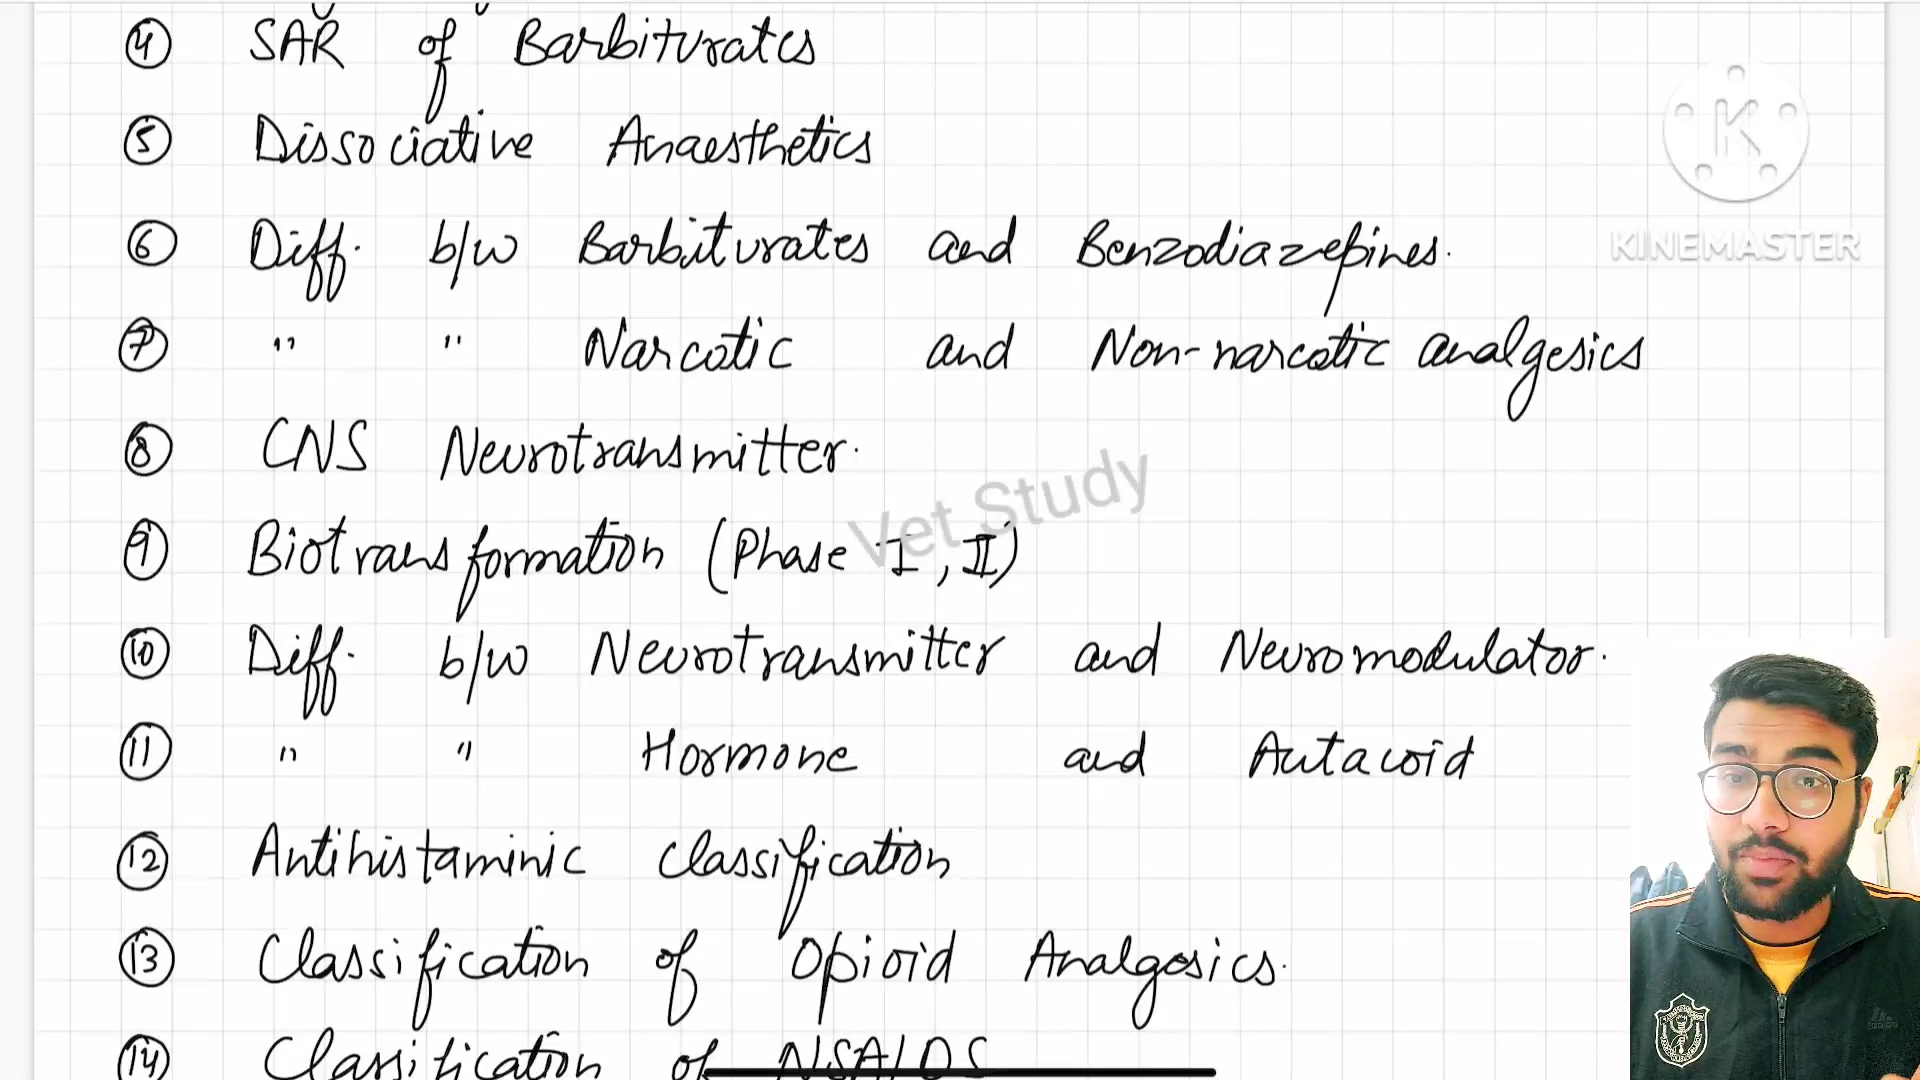 4 SAR of Barbiturates
5 Dissociative Anaesthetics
6 Diff. b/w Barbiturates and Benzodiazepines.
7 " " Narcotic and Non-narcotic analgesics
8 CNS Neurotransmitter.
9 Biotransformation (Phase I, II)
10 Diff. b/w Neurotransmitter and Neuromodulator.
11 " " Hormone and Autacoid
12 Antihistaminic classification
13 Classification of Opioid Analgesics.
14 Classification of NSAIDS
Vet Study
K
KINEMASTER
adidas